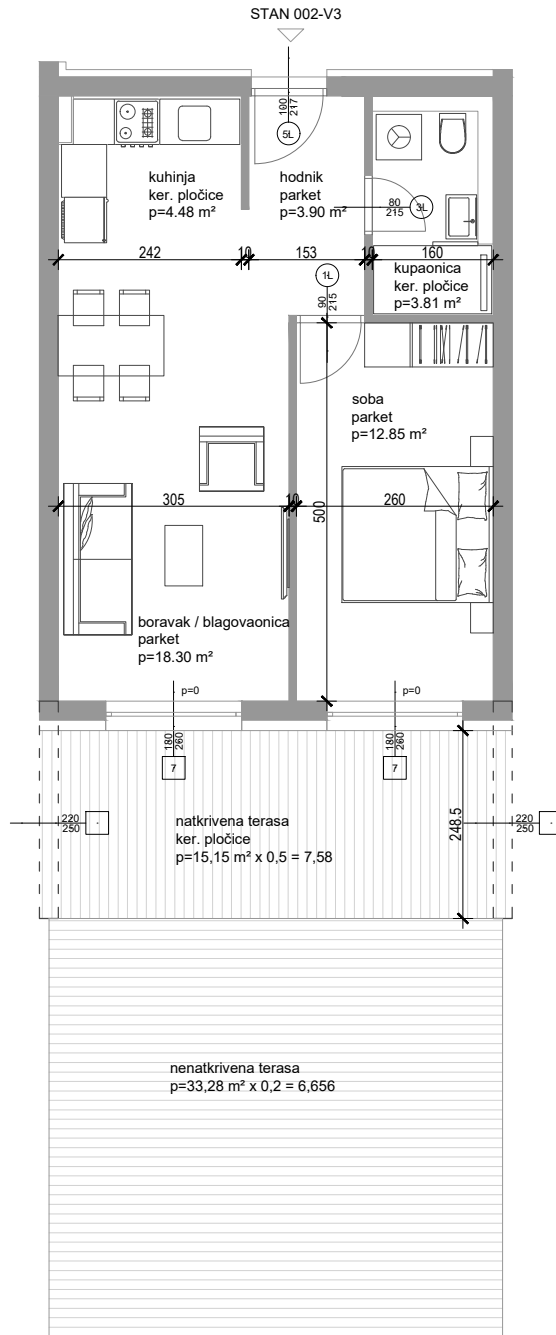 STAN 002-V3
100
217
5L
kuhinja
ker. pločice
p=4.48 m²
hodnik
parket
p=3.90 m²
80
215
3L
242
10
153
10
160
kupaonica
ker. pločice
p=3.81 m²
1L
90
215
soba
parket
p=12.85 m²
305
10
260
500
boravak / blagovaonica
parket
p=18.30 m²
p=0
p=0
180
260
180
260
7
7
220
250
220
250
248.5
natkrivena terasa
ker. pločice
p=15,15 m² x 0,5 = 7,58
nenatkrivena terasa
p=33,28 m² x 0,2 = 6,656